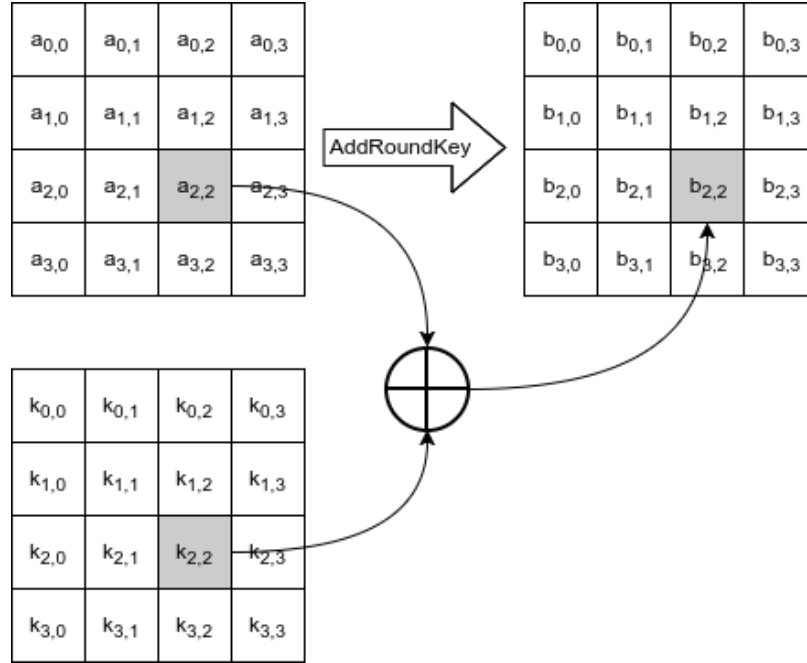 a0,0 a0,1 a0,2 a0,3
a1,0 a1,1 a1,2 a1,3
a2,0 a2,1 a2,2 a2,3
a3,0 a3,1 a3,2 a3,3
AddRoundKey
b0,0 b0,1 b0,2 b0,3
b1,0 b1,1 b1,2 b1,3
b2,0 b2,1 b2,2 b2,3
b3,0 b3,1 b3,2 b3,3
k0,0 k0,1 k0,2 k0,3
k1,0 k1,1 k1,2 k1,3
k2,0 k2,1 k2,2 k2,3
k3,0 k3,1 k3,2 k3,3